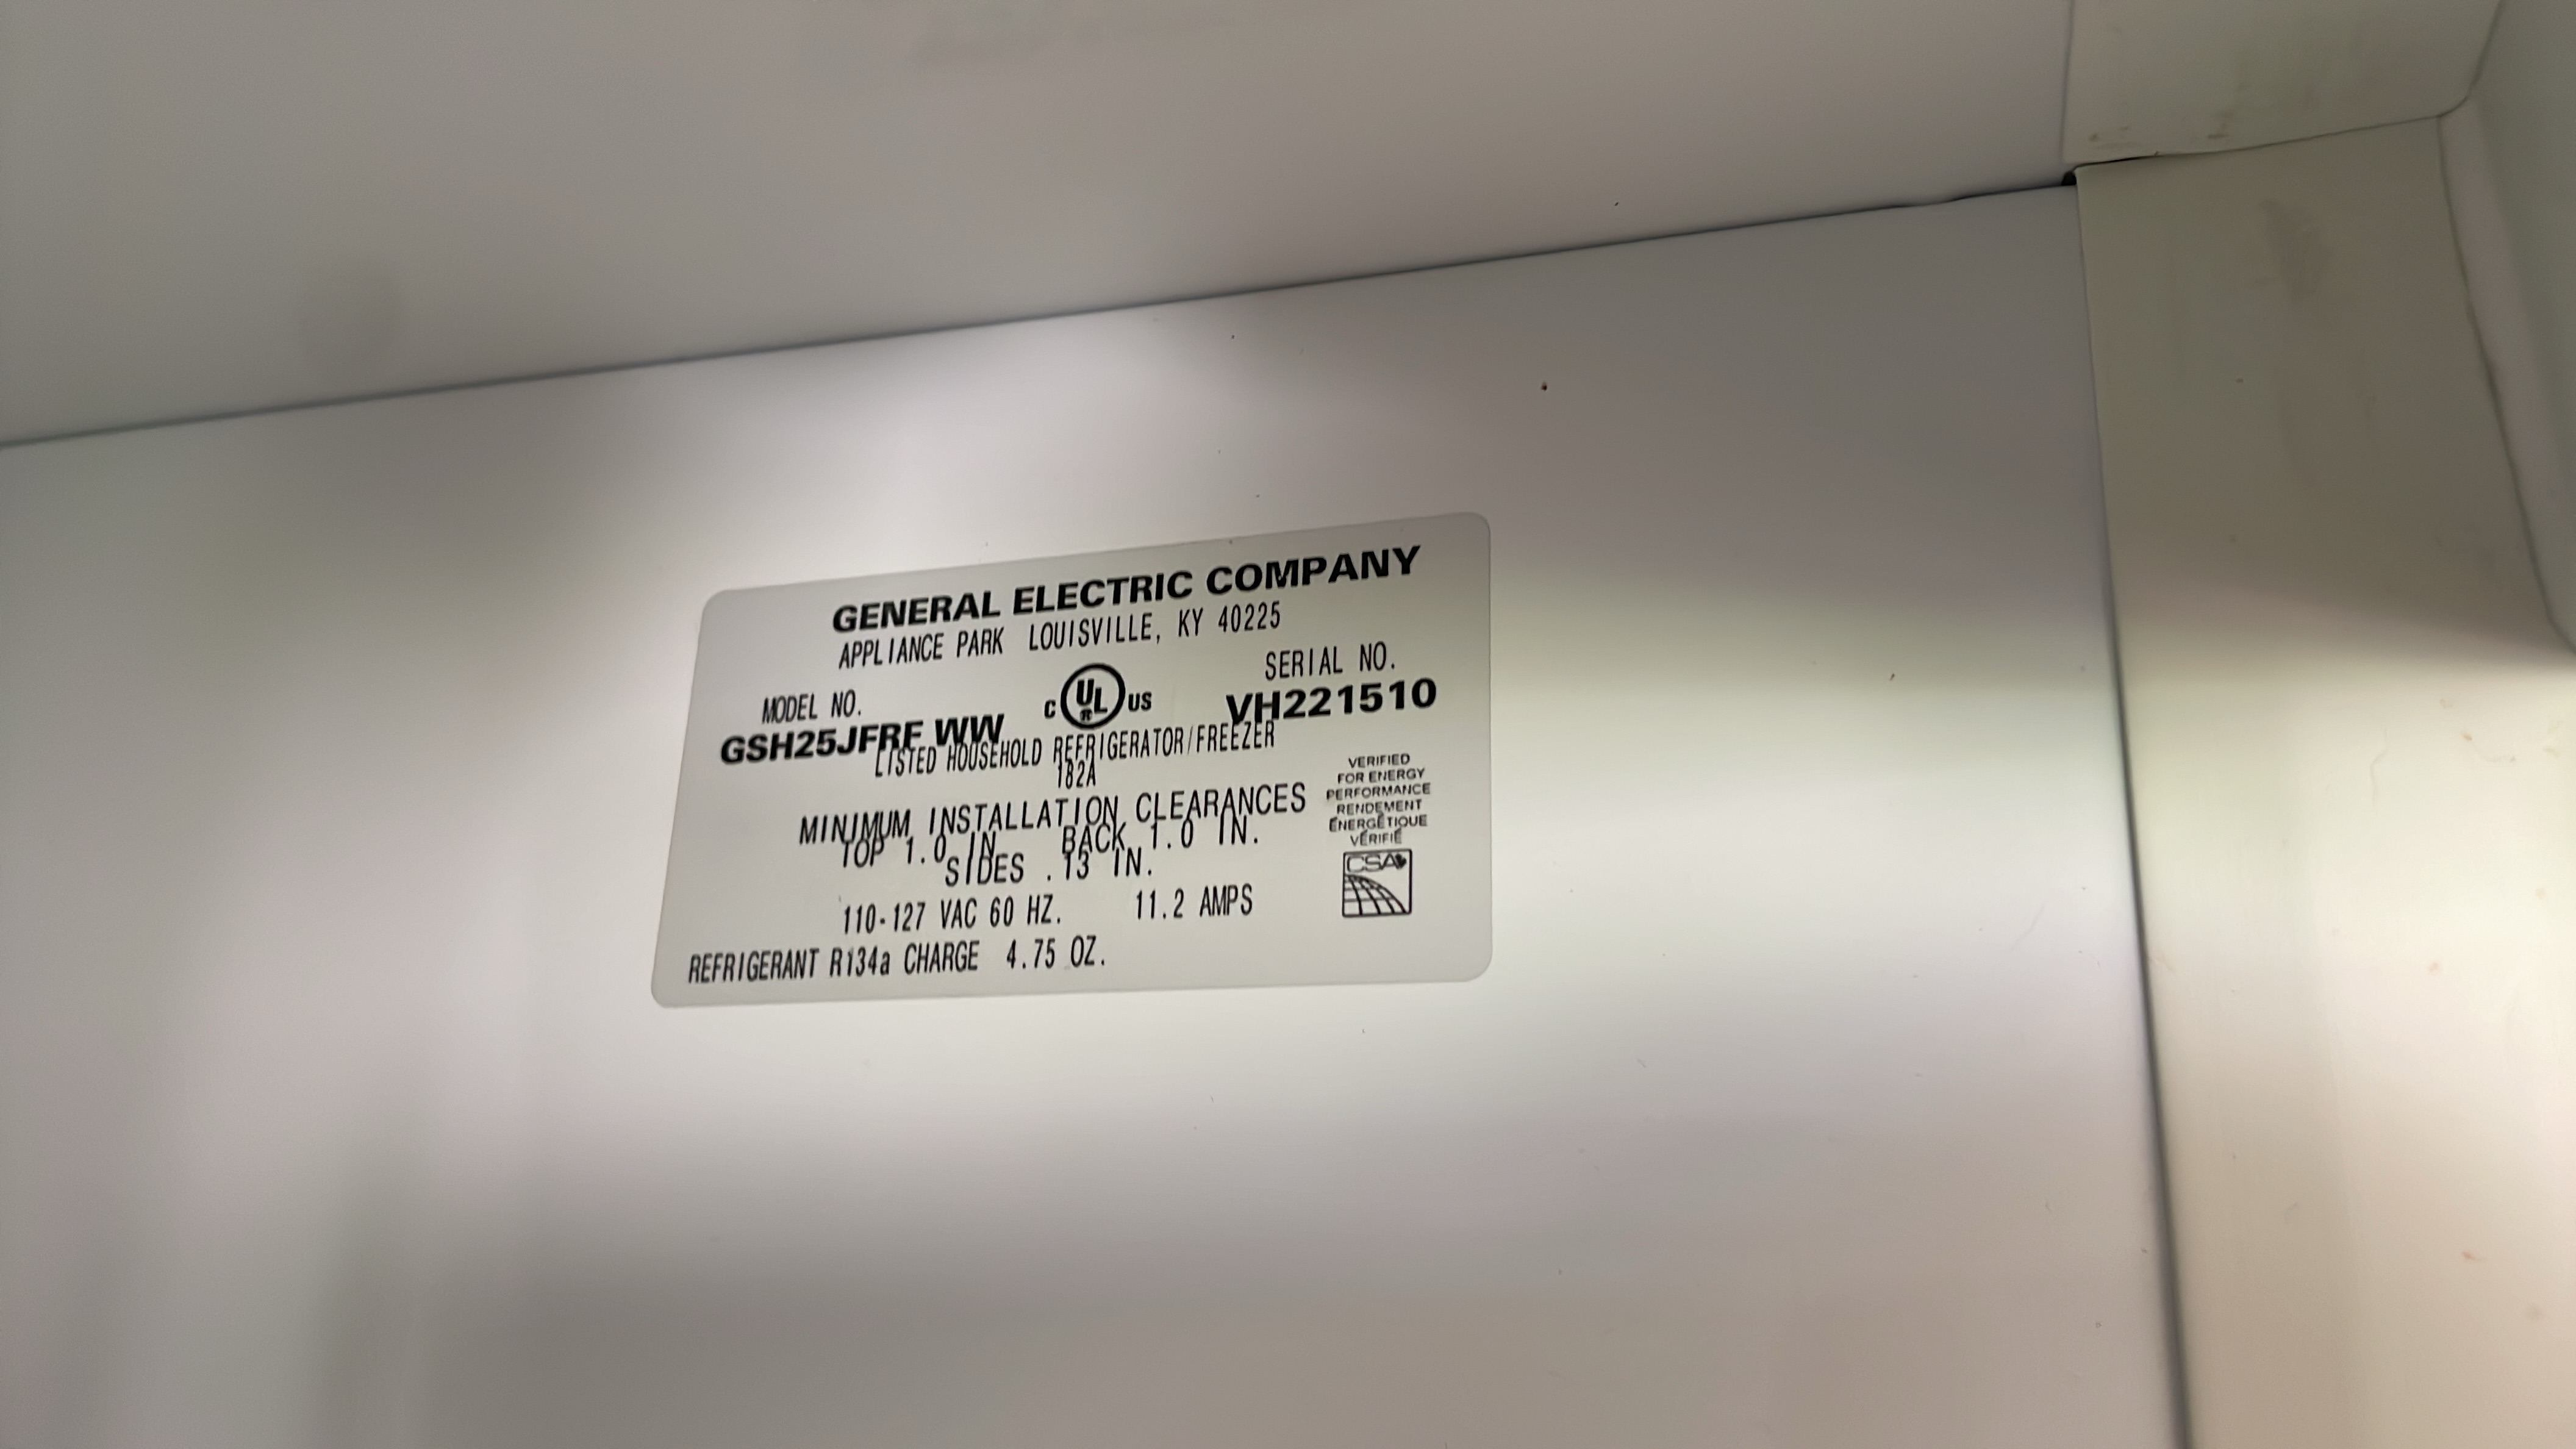 GENERAL ELECTRIC COMPANY
APPLIANCE PARK LOUISVILLE, KY 40225
MODEL NO.
GSH25JFRF WW
C UL® US
SERIAL NO.
VH221510
LISTED HOUSEHOLD REFRIGERATOR/FREEZER
182A
MINIMUM INSTALLATION CLEARANCES
TOP 1.0 IN. BACK 1.0 IN.
SIDES .13 IN.
VERIFIED
FOR ENERGY
PERFORMANCE
RENDEMENT
ÉNERGÉTIQUE
VÉRIFIÉ
CSA
110-127 VAC 60 HZ. 11.2 AMPS
REFRIGERANT R134a CHARGE 4.75 OZ.